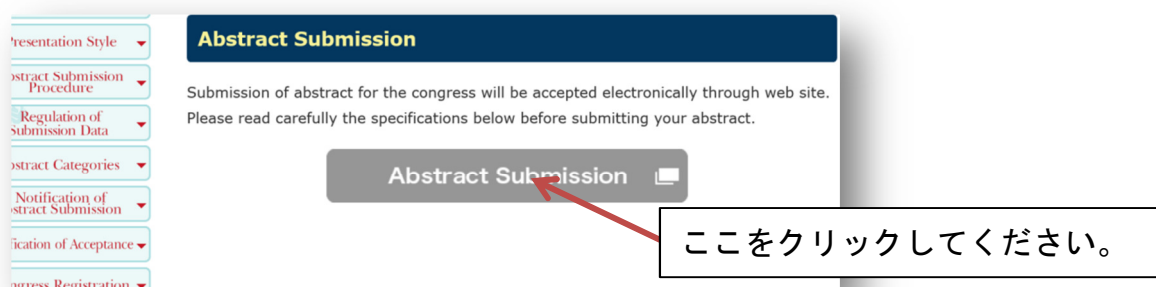 Presentation Style
Abstract Submission
Procedure
Regulation of
Submission Data
Abstract Categories
Notification of
Abstract Submission
Acceptance
Registration
Abstract Submission
Submission of abstract for the congress will be accepted electronically through web site.
Please read carefully the specifications below before submitting your abstract.
Abstract Submission
ここをクリックしてください。